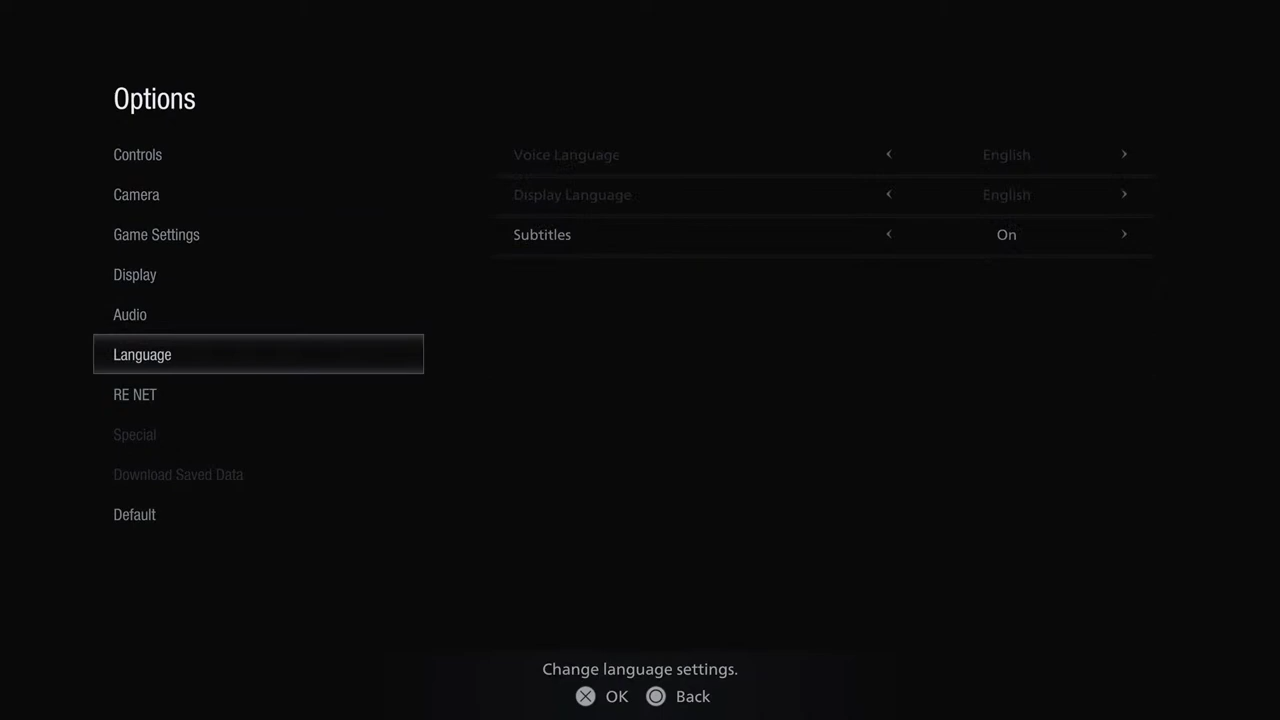 Options
Controls
Camera
Game Settings
Display
Audio
Language
RE NET
Special
Download Saved Data
Default
Voice Language English
Display Language English
Subtitles On
Change language settings.
OK Back